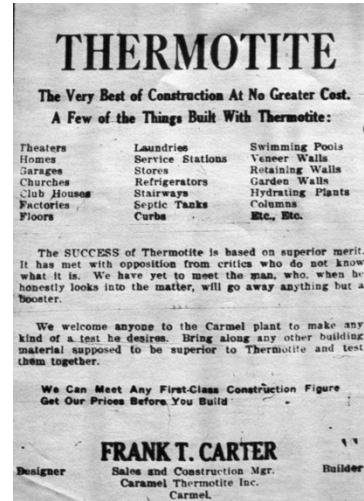 THERMOTITE
The Very Best of Construction At No Greater Cost.
A Few of the Things Built With Thermotite:
Theaters Laundries Swimming Pools
Homes Service Stations Veneer Walls
Garages Stores Retaining Walls
Churches Refrigerators Garden Walls
Club Houses Stairways Hydrating Plants
Factories Septic Tanks Columns
Floors Curbs Etc., Etc.
The SUCCESS of Thermotite is based on superior merit.
It has met with opposition from critics who do not know
what it is. We have yet to meet the man, who, when he
honestly looks into the matter, will go away anything but a
booster.
We welcome anyone to the Carmel plant to make any
kind of a test he desires. Bring along any other building
material supposed to be superior to Thermotite and test
them together.
We Can Meet Any First-Class Construction Figure
Get Our Prices Before You Build
FRANK T. CARTER
Designer Sales and Construction Mgr. Builder
Caramel Thermotite Inc.
Carmel.